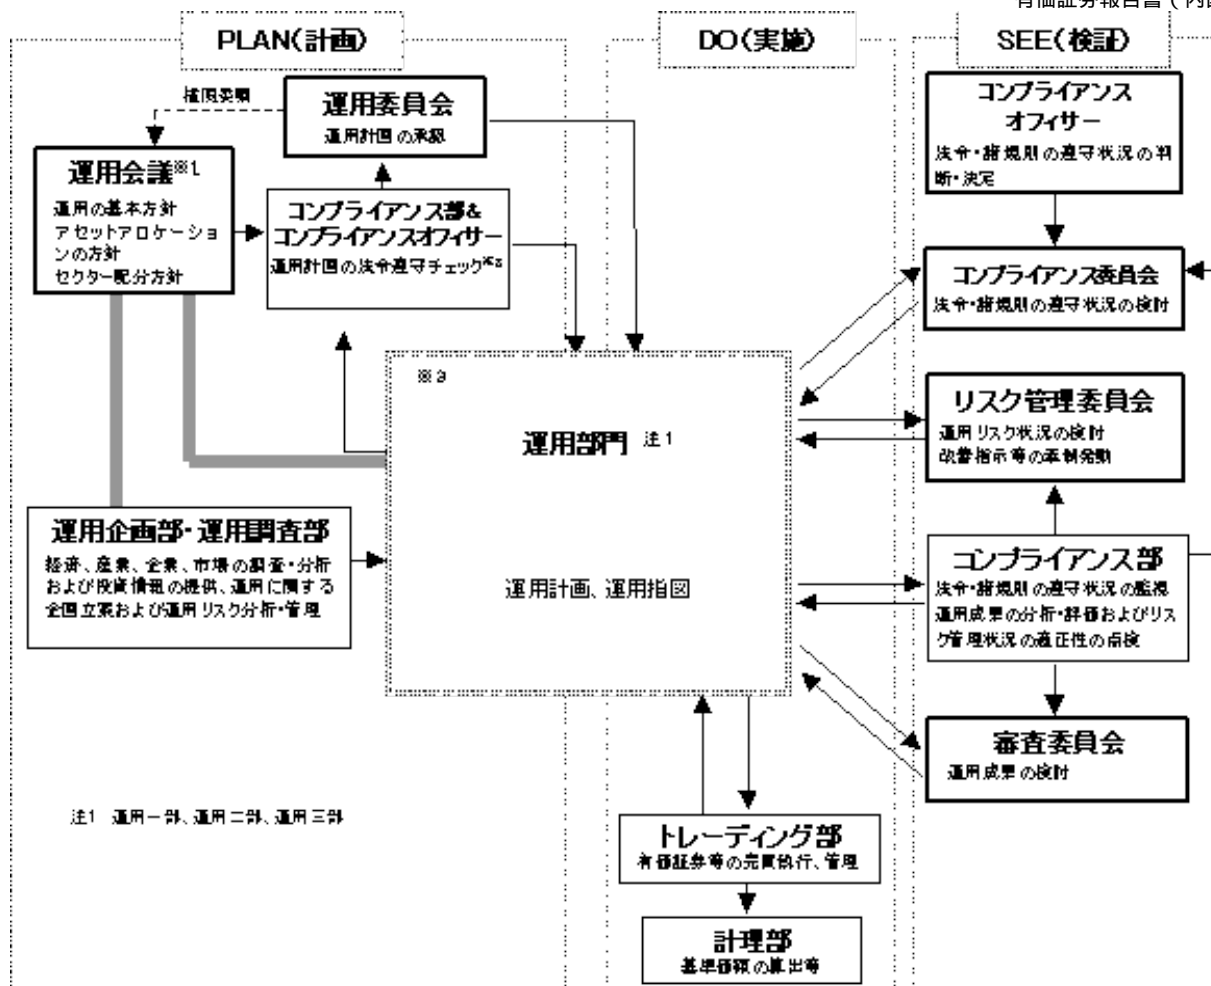 有価証券報告書(内国
PLAN(計画)
DO(実施)
SEE(検証)
権限委嘱
運用委員会
運用計画の承認
運用会議※1
運用の基本方針
アセットアロケーショ
ンの方針
セクター配分方針
コンプライアンス部&
コンプライアンスオフィサー
運用計画の法令遵守チェック※2
※3
運用部門 注1
運用計画、運用指図
運用企画部・運用調査部
経済、産業、企業、市場の調査・分析
および投資情報の提供、運用に関する
企画立案および運用リスク分析・管理
注1 運用一部、運用二部、運用三部
トレーディング部
有価証券等の売買執行、管理
計理部
基準価額の算出等
コンプライアンス
オフィサー
法令・諸規則の遵守状況の判
断・決定
コンプライアンス委員会
法令・諸規則の遵守状況の検討
リスク管理委員会
運用リスク状況の検討
改善指示等の牽制発動
コンプライアンス部
法令・諸規則の遵守状況の監視
運用成果の分析・評価およびリス
ク管理状況の適正性の点検
審査委員会
運用成果の検討